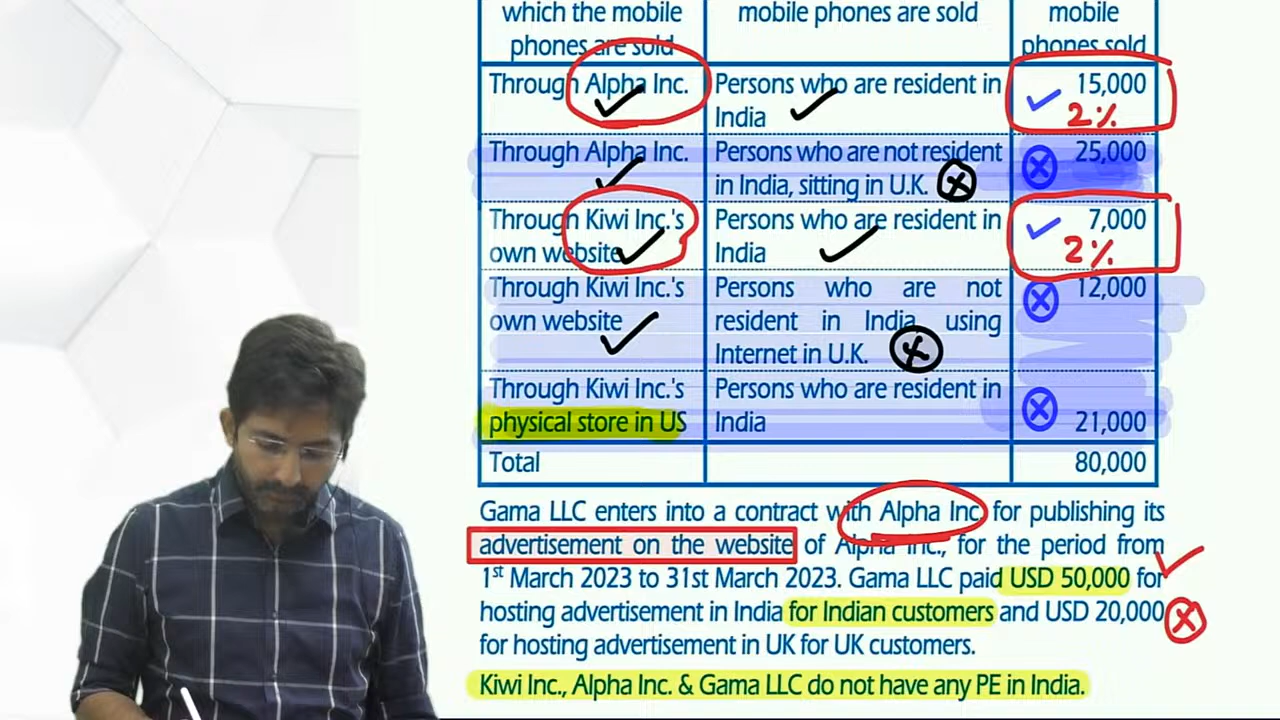 which the mobile
phones are sold
mobile phones are sold
mobile
phones sold
Through Alpha Inc.
Persons who are resident in
India
15,000
2%
Through Alpha Inc.
Persons who are not resident
in India, sitting in U.K.
25,000
Through Kiwi Inc.'s
own website
Persons who are resident in
India
7,000
2%
Through Kiwi Inc.'s
own website
Persons who are not
resident in India, using
Internet in U.K.
12,000
Through Kiwi Inc.'s
physical store in US
Persons who are resident in
India
21,000
Total
80,000
Gama LLC enters into a contract with Alpha Inc for publishing its
advertisement on the website of Alpha Inc., for the period from
1st March 2023 to 31st March 2023. Gama LLC paid USD 50,000 for
hosting advertisement in India for Indian customers and USD 20,000
for hosting advertisement in UK for UK customers.
Kiwi Inc., Alpha Inc. & Gama LLC do not have any PE in India.